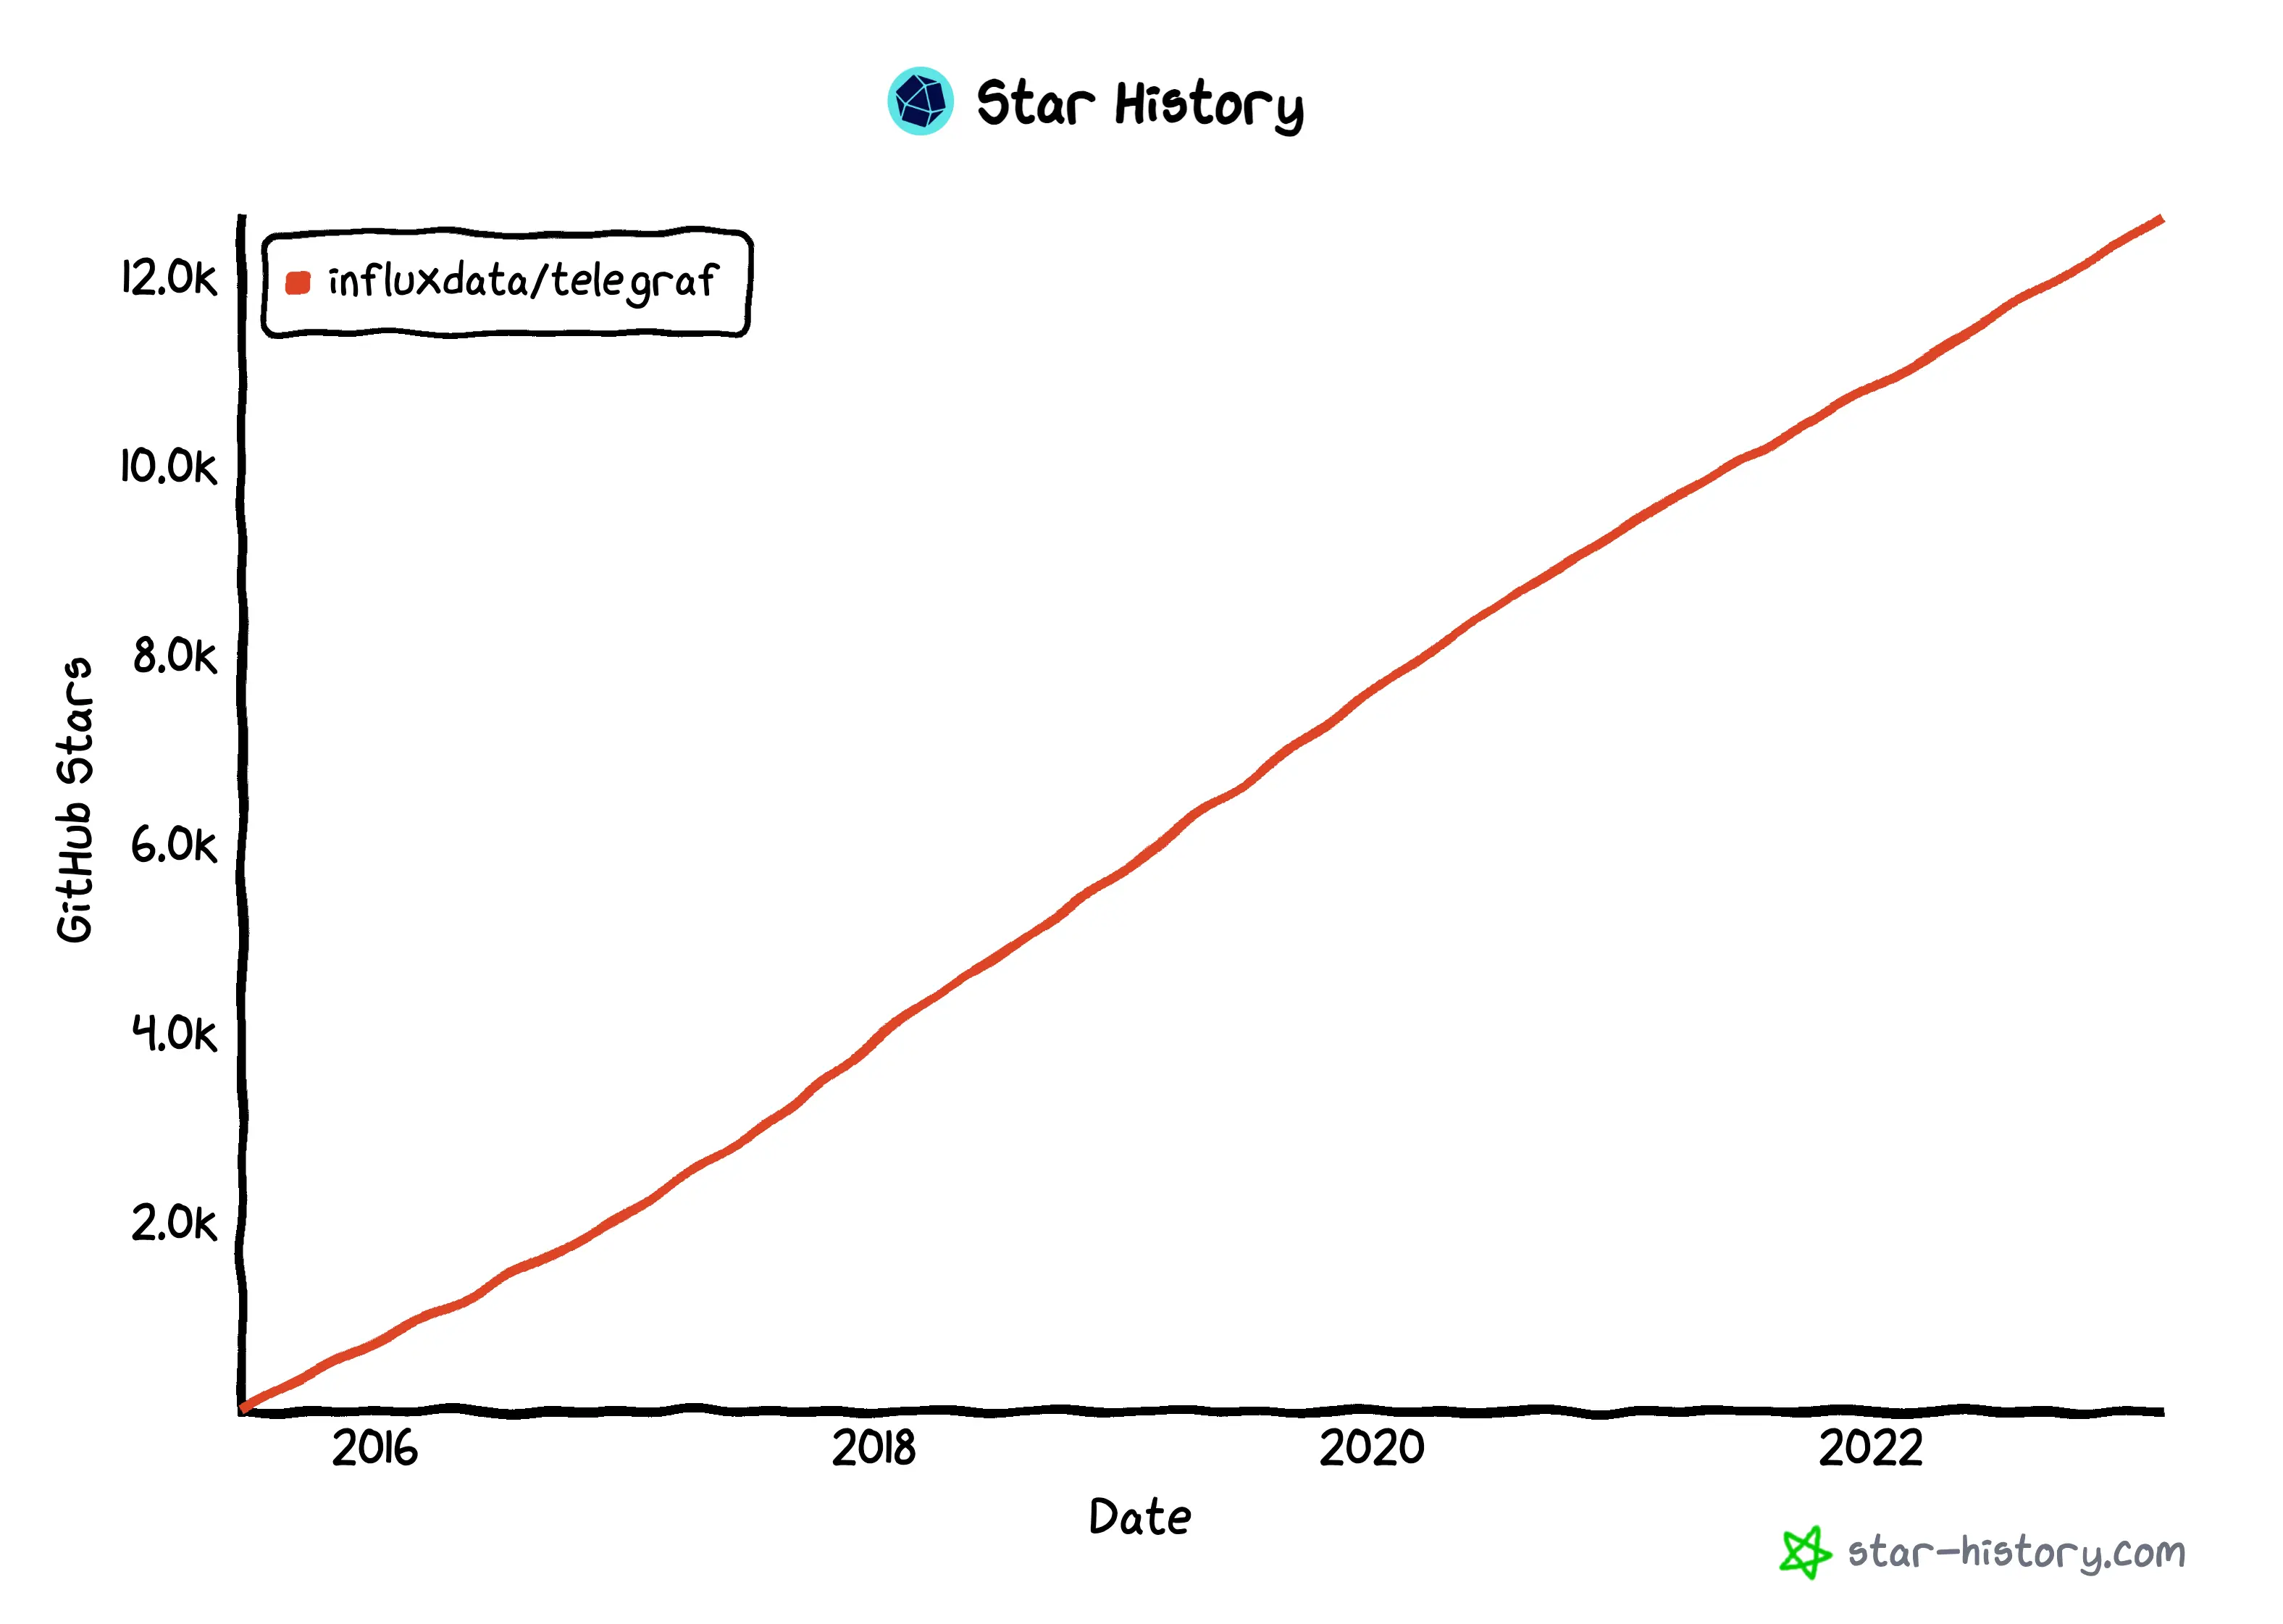 Star History
influxdata/telegraf
12.0k
10.0k
8.0k
6.0k
4.0k
2.0k
GitHub Stars
2016 2018 2020 2022
Date
star-history.com